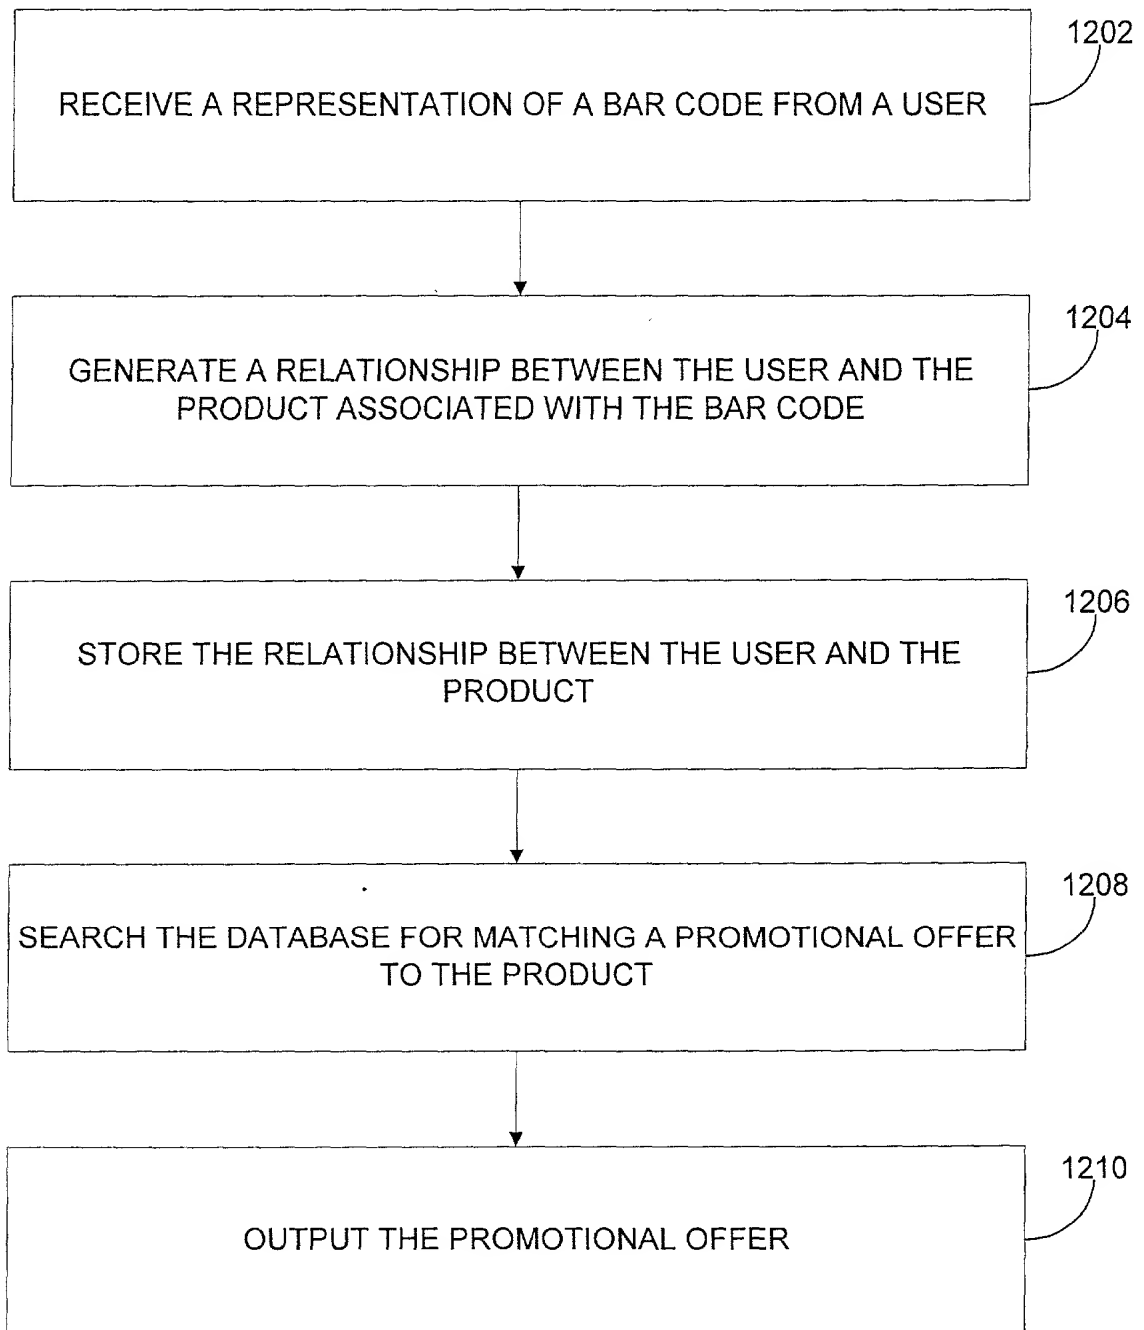 1202
RECEIVE A REPRESENTATION OF A BAR CODE FROM A USER
1204
GENERATE A RELATIONSHIP BETWEEN THE USER AND THE
PRODUCT ASSOCIATED WITH THE BAR CODE
1206
STORE THE RELATIONSHIP BETWEEN THE USER AND THE
PRODUCT
1208
SEARCH THE DATABASE FOR MATCHING A PROMOTIONAL OFFER
TO THE PRODUCT
1210
OUTPUT THE PROMOTIONAL OFFER